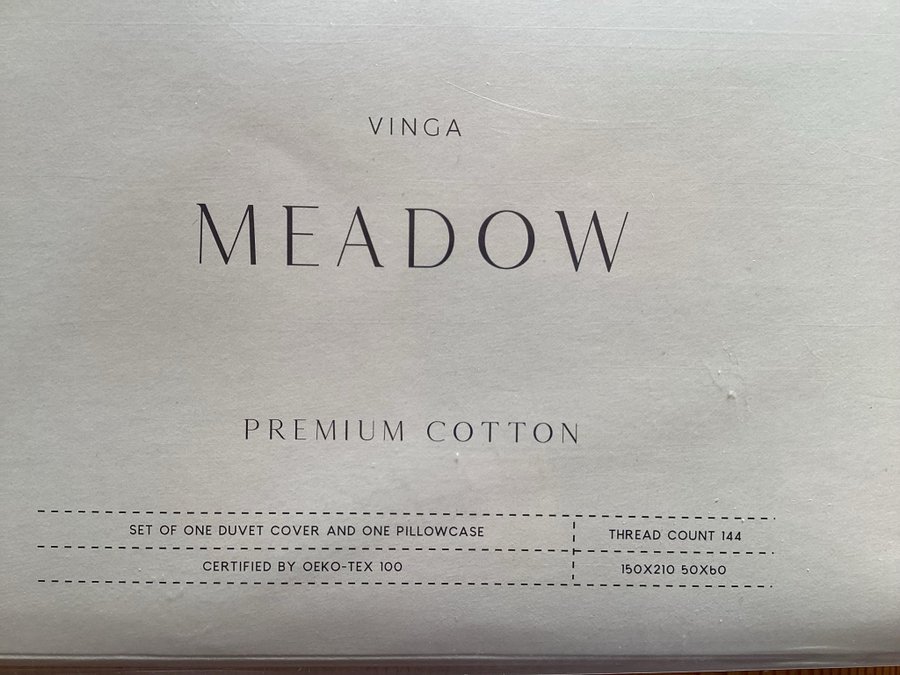 VINGA
MEADOW
PREMIUM COTTON
SET OF ONE DUVET COVER AND ONE PILLOWCASE
THREAD COUNT 144
CERTIFIED BY OEKO-TEX 100
150X210 50X60